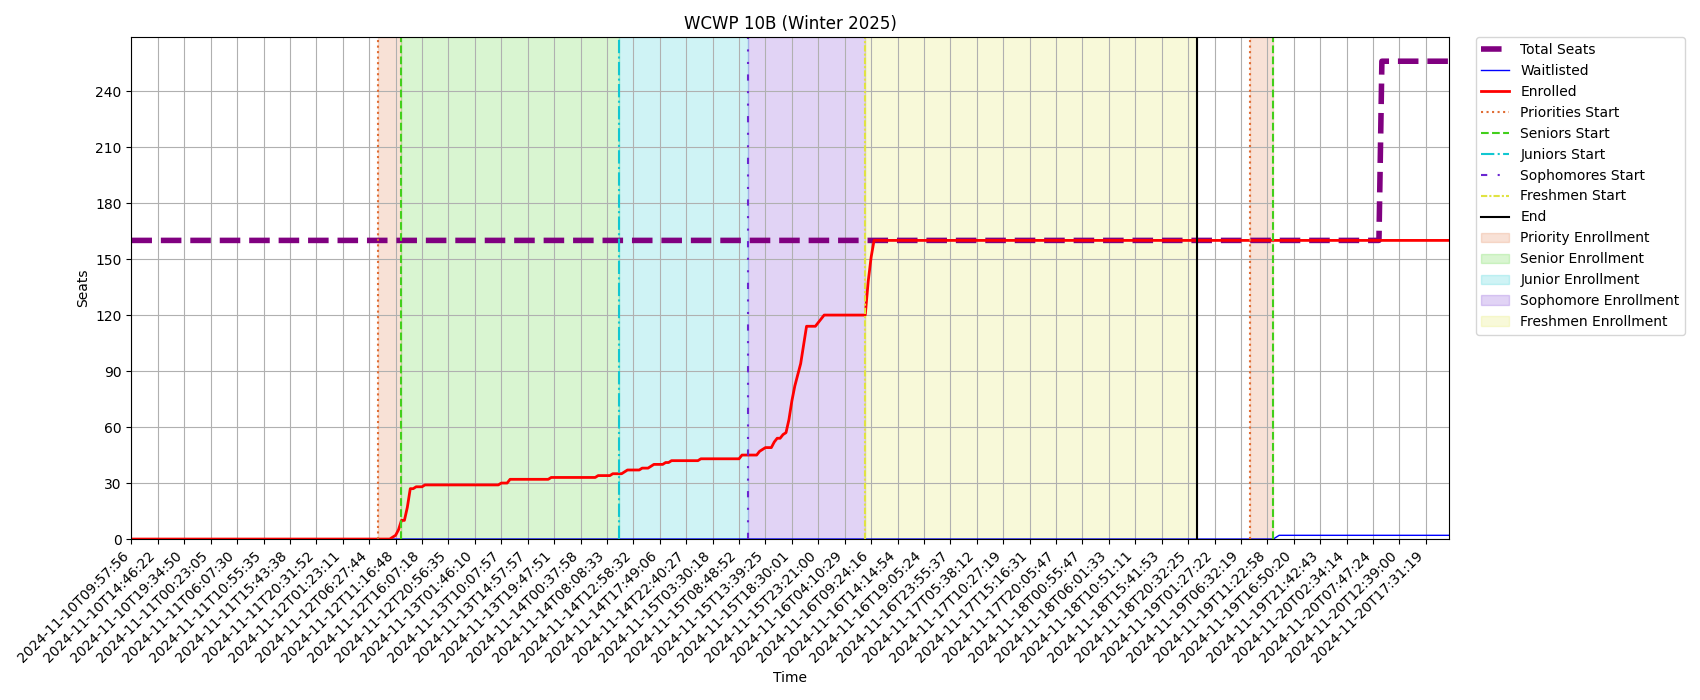 WCWP 10B (Winter 2025)
Total Seats
Waitlisted
Enrolled
Priorities Start
Seniors Start
Juniors Start
Sophomores Start
Freshmen Start
End
Priority Enrollment
Senior Enrollment
Junior Enrollment
Sophomore Enrollment
Freshmen Enrollment
Seats
240
210
180
150
120
90
60
30
0
2024-11-10T09:57:56
2024-11-10T14:46:22
2024-11-10T19:34:50
2024-11-11T00:23:05
2024-11-11T06:07:30
2024-11-11T10:55:35
2024-11-11T15:43:38
2024-11-11T20:31:52
2024-11-12T01:23:11
2024-11-12T06:27:44
2024-11-12T11:16:48
2024-11-12T16:07:18
2024-11-12T20:56:35
2024-11-13T01:46:10
2024-11-13T10:07:57
2024-11-13T14:57:57
2024-11-13T19:47:51
2024-11-14T00:37:58
2024-11-14T08:08:33
2024-11-14T12:58:32
2024-11-14T17:49:06
2024-11-14T22:40:27
2024-11-15T03:30:18
2024-11-15T08:48:52
2024-11-15T13:39:25
2024-11-15T18:30:01
2024-11-15T23:21:00
2024-11-16T04:10:29
2024-11-16T09:24:16
2024-11-16T14:14:54
2024-11-16T19:05:24
2024-11-16T23:55:37
2024-11-17T05:38:12
2024-11-17T10:27:19
2024-11-17T15:16:31
2024-11-17T20:05:47
2024-11-18T00:55:47
2024-11-18T06:01:33
2024-11-18T10:51:11
2024-11-18T15:41:53
2024-11-18T20:32:25
2024-11-19T01:27:22
2024-11-19T06:32:19
2024-11-19T11:22:58
2024-11-19T16:50:20
2024-11-19T21:42:43
2024-11-20T02:34:14
2024-11-20T07:47:24
2024-11-20T12:39:00
2024-11-20T17:31:19
Time